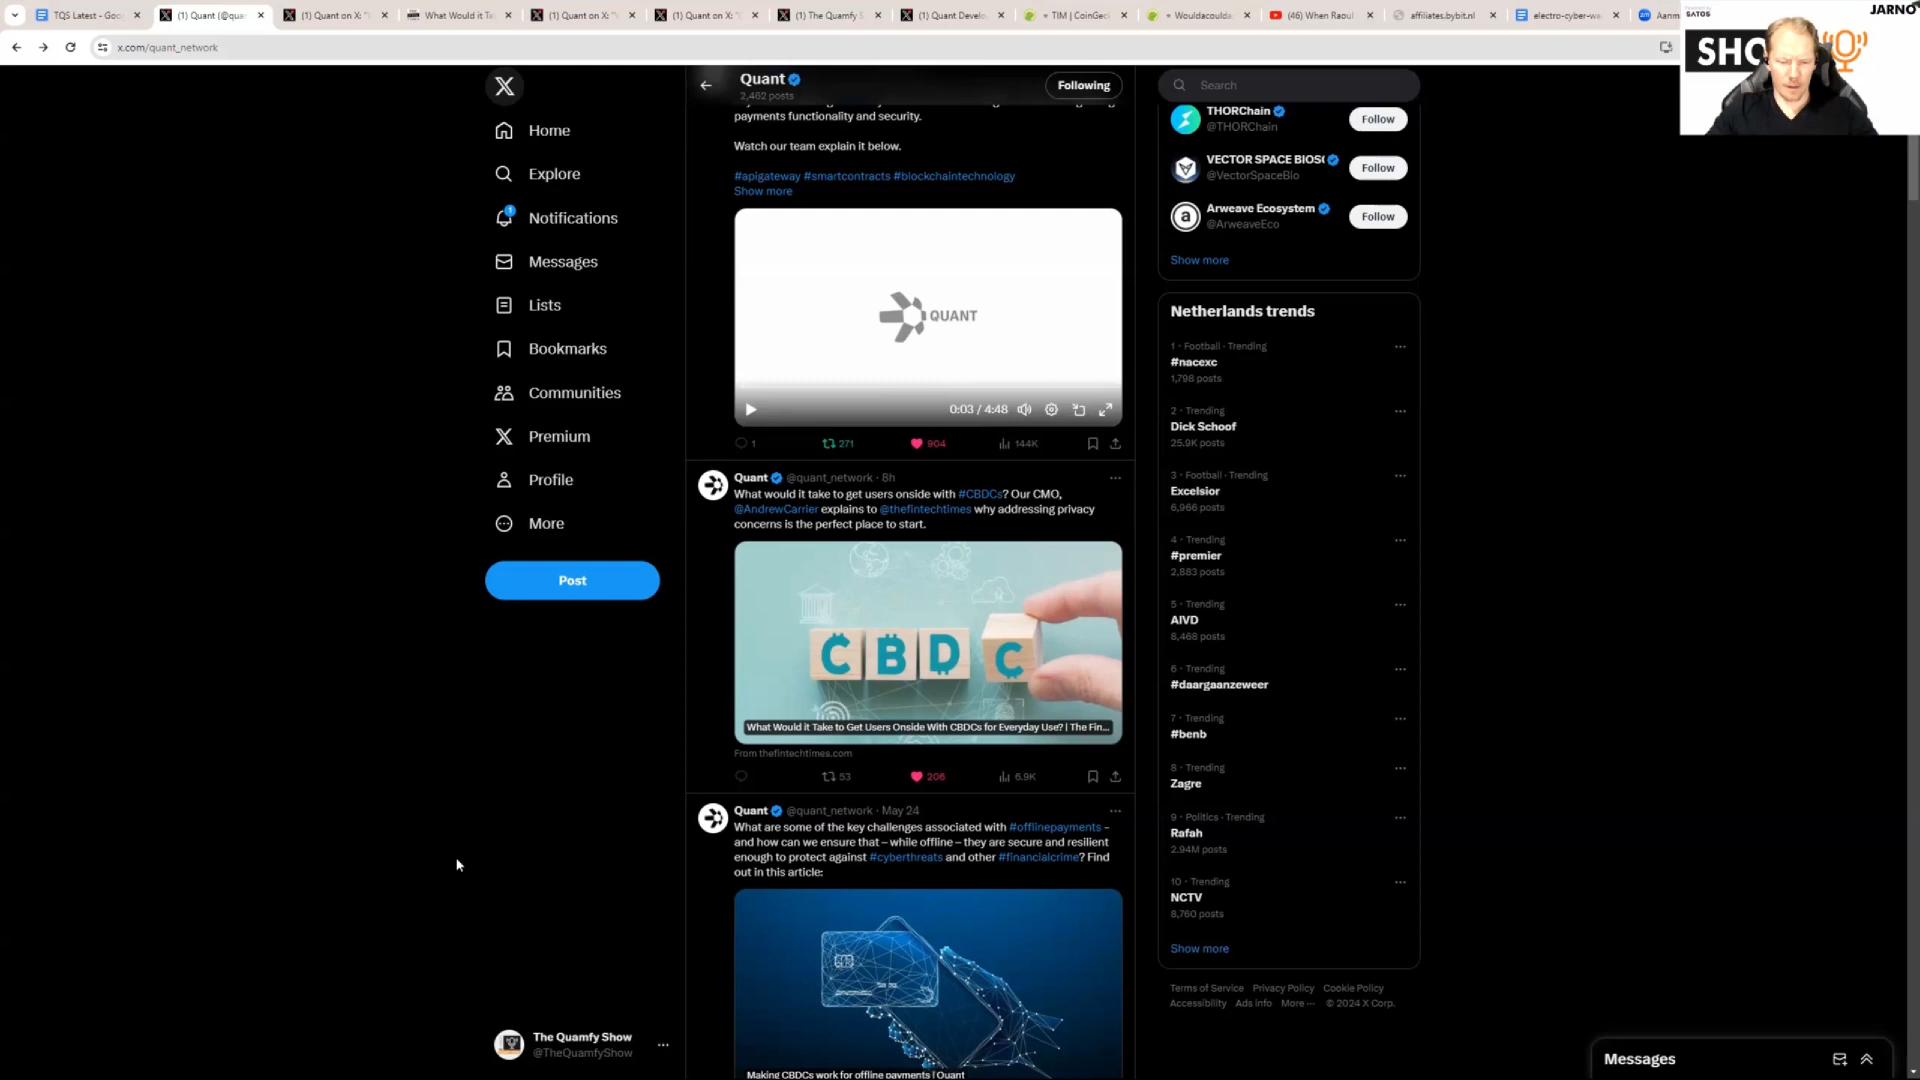 TQS Latest - Goo
(1) Quant (@quan
(1) Quant on X: "
What Would it Ta
(1) Quant on X: "V
(1) Quant on X: "
(1) The Quamfy S
(1) Quant Develo
TIM | CoinGec
Wouldacoulda
(46) When Raoul
affiliates.bybit.nl
electro-cyber-wa
Aanm
x.com/quant_network
SATOS
JARNO
SHO
Home
Explore
1
Notifications
Messages
Lists
Bookmarks
Communities
Premium
Profile
More
Post
The Quamfy Show
@TheQuamfyShow
Quant
2,462 posts
Following
payments functionality and security.
Watch our team explain it below.
#apigateway #smartcontracts #blockchaintechnology
Show more
QUANT
0:03 / 4:48
1 271 904 144K
Quant @quant_network · 8h
What would it take to get users onside with #CBDCs? Our CMO,
@AndrewCarrier explains to @thefintechtimes why addressing privacy
concerns is the perfect place to start.
CBDC
What Would it Take to Get Users Onside With CBDCs for Everyday Use? | The Fin...
From thefintechtimes.com
53 206 6.9K
Quant @quant_network · May 24
What are some of the key challenges associated with #offlinepayments –
and how can we ensure that – while offline – they are secure and resilient
enough to protect against #cyberthreats and other #financialcrime? Find
out in this article:
Making CBDCs work for offline payments | Quant
Search
THORChain
@THORChain
Follow
VECTOR SPACE BIOS
@VectorSpaceBio
Follow
a
Arweave Ecosystem
@ArweaveEco
Follow
Show more
Netherlands trends
1 · Football · Trending
#nacexc
1,798 posts
2 · Trending
Dick Schoof
25.9K posts
3 · Football · Trending
Excelsior
6,966 posts
4 · Trending
#premier
2,883 posts
5 · Trending
AIVD
8,468 posts
6 · Trending
#daargaanzeweer
7 · Trending
#benb
8 · Trending
Zagre
9 · Politics · Trending
Rafah
2.94M posts
10 · Trending
NCTV
8,760 posts
Show more
Terms of Service Privacy Policy Cookie Policy
Accessibility Ads info More ··· © 2024 X Corp.
Messages